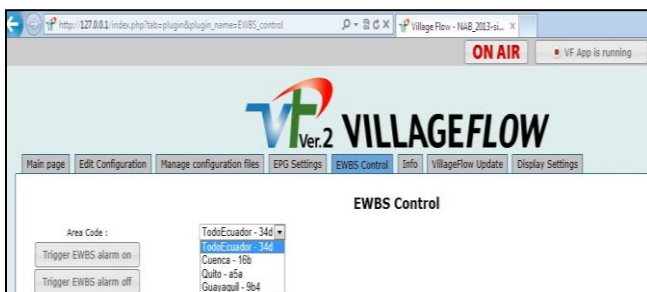 http://127.0.0.1/index.php?tab=plugin&plugin_name=EWBS_control
Village Flow - NAB_2013-si...
ON AIR
VF App is running
VF Ver.2 VILLAGEFLOW
Main page
Edit Configuration
Manage configuration files
EPG Settings
EWBS Control
Info
VillageFlow Update
Display Settings
EWBS Control
Area Code :
TodoEcuador - 34d
TodoEcuador - 34d
Trigger EWBS alarm on
Cuenca - 16b
Quito - a5a
Trigger EWBS alarm off
Guayaquil - 9b4